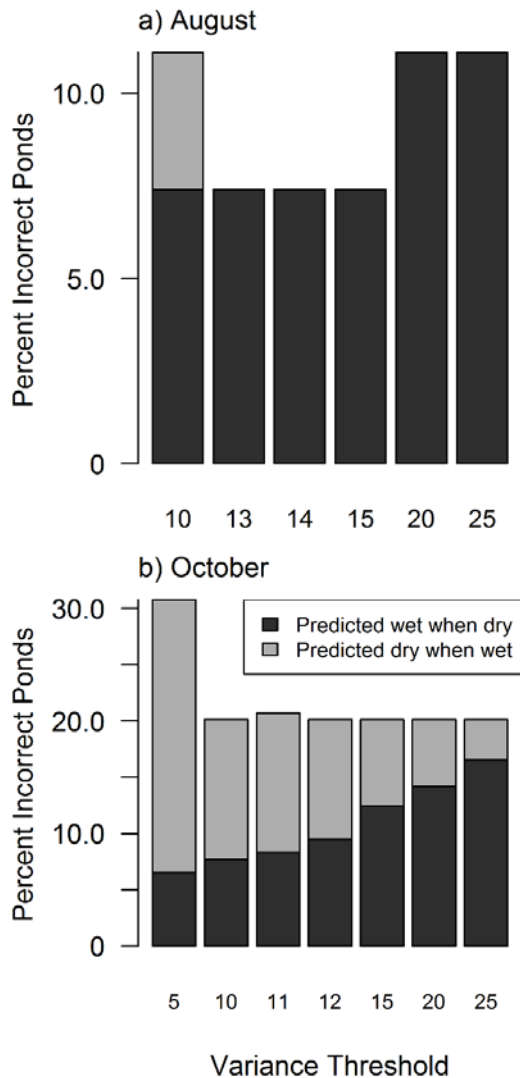 a) August
Percent Incorrect Ponds
10.0
5.0
0
10 13 14 15 20 25
b) October
Percent Incorrect Ponds
30.0
20.0
10.0
0
Predicted wet when dry
Predicted dry when wet
5 10 11 12 15 20 25
Variance Threshold